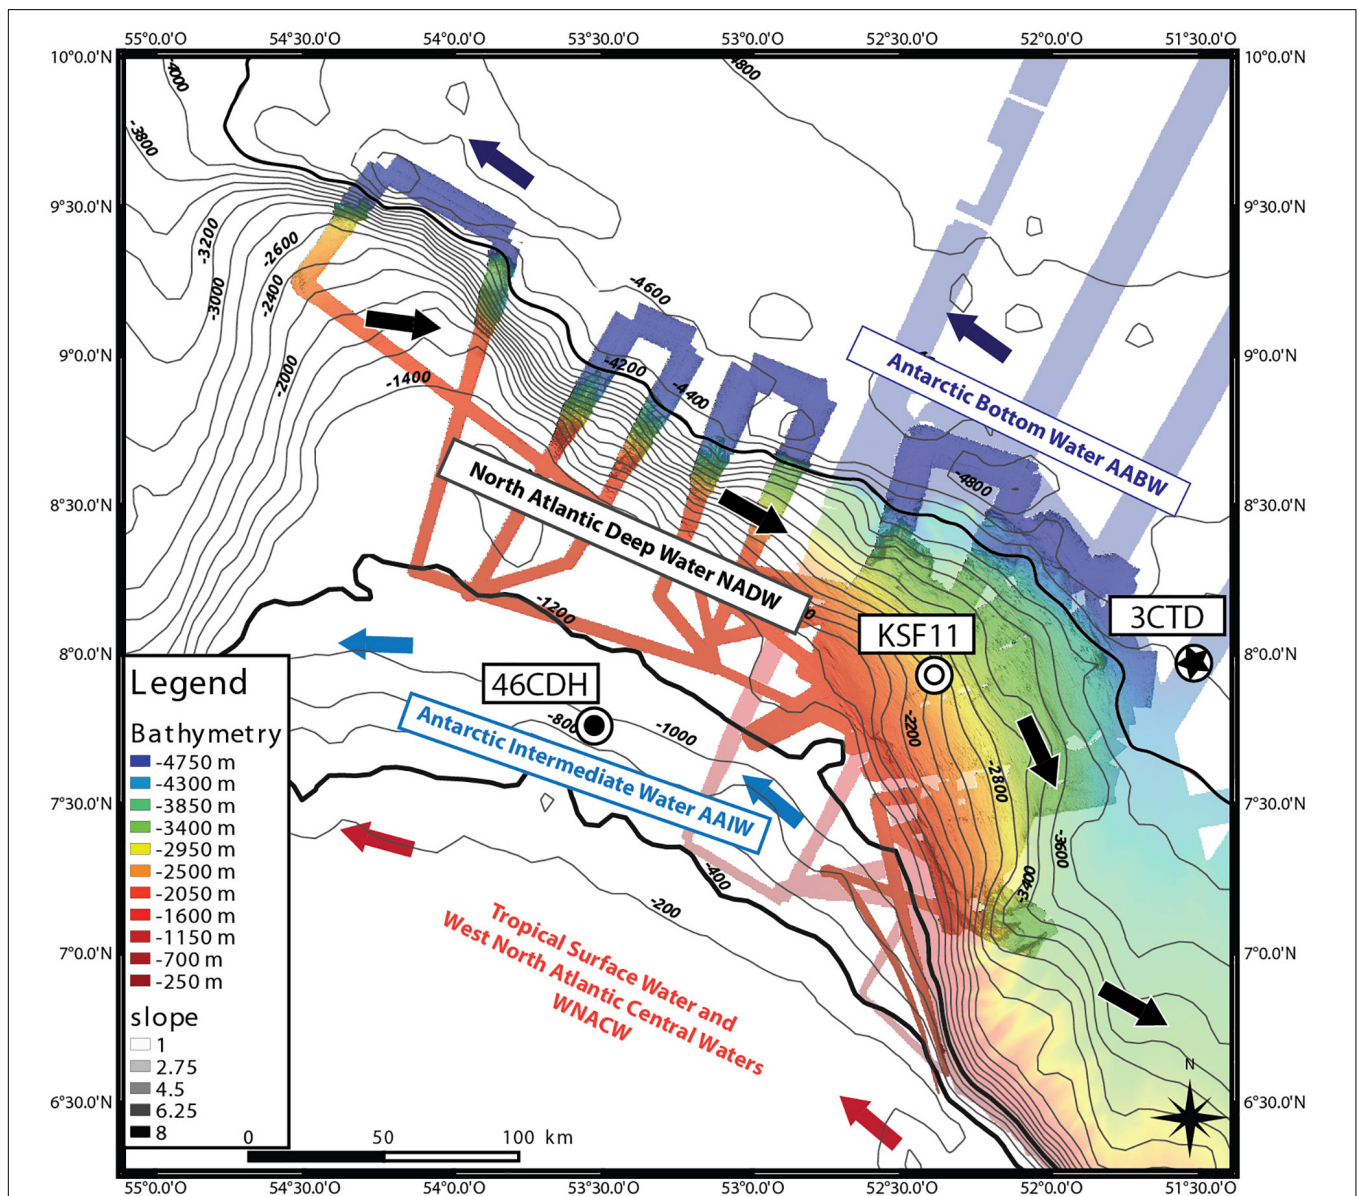 55°0.0'O 54°30.0'O 54°0.0'O 53°30.0'O 53°0.0'O 52°30.0'O 52°0.0'O 51°30.0'O
10°0.0'N 10°0.0'N
-4000
4800
-3800
9°30.0'N 9°30.0'N
-3200
-2600
-3000
-2400
-4600
9°0.0'N 9°0.0'N
Antarctic Bottom Water AABW
-2000
-1400
-4200
-4400
North Atlantic Deep Water NADW
-4800
8°30.0'N 8°30.0'N
-1200
3CTD
KSF11
8°0.0'N 8°0.0'N
46CDH
-800
-1000
-2200
Antarctic Intermediate Water AAIW
-2800
7°30.0'N 7°30.0'N
-3600
-400
-3400
-200
Tropical Surface Water and
West North Atlantic Central Waters
WNACW
7°0.0'N 7°0.0'N
6°30.0'N 6°30.0'N
N
Legend
Bathymetry
-4750 m
-4300 m
-3850 m
-3400 m
-2950 m
-2500 m
-2050 m
-1600 m
-1150 m
-700 m
-250 m
slope
1
2.75
4.5
6.25
8
0 50 100 km
55°0.0'O 54°30.0'O 54°0.0'O 53°30.0'O 53°0.0'O 52°30.0'O 52°0.0'O 51°30.0'O